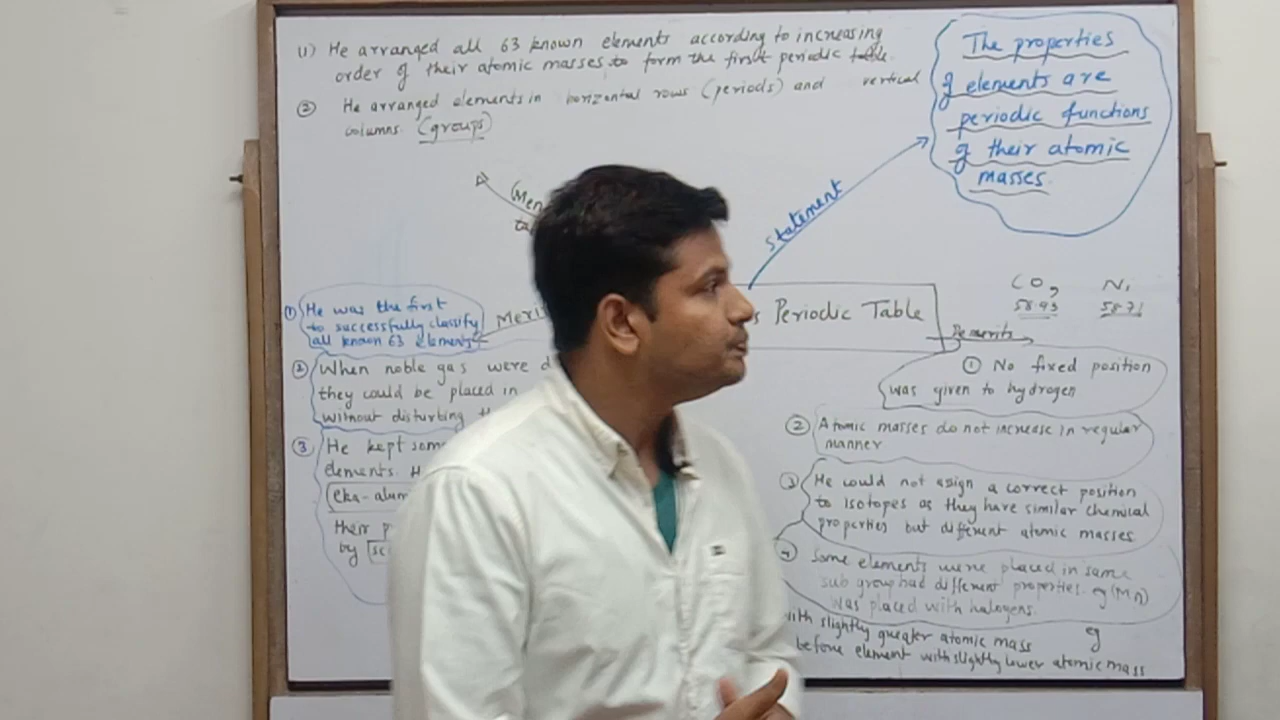 (1) He arranged all 63 known elements according to increasing
order of their atomic masses to form the first periodic table.
② He arranged elements in horizontal rows (periods) and vertical
columns (groups)
The properties
of elements are
periodic functions
of their atomic
masses.
Statement
Periodic Table
① He was the first
to successfully classify
all known 63 elements
Merit
② When noble gas were
they could be placed in
without disturbing
③ He kept some
elements.
eka-alum
their
by
CO, Ni
58.93 58.71
Demerits
① No fixed position
was given to hydrogen
② Atomic masses do not increase in regular
manner
③ He could not assign a correct position
to isotopes as they have similar chemical
properties but different atomic masses
④ Some elements were placed in same
sub group had different properties. eg (Mn)
was placed with halogens.
with slightly greater atomic mass eg
before element with slightly lower atomic mass